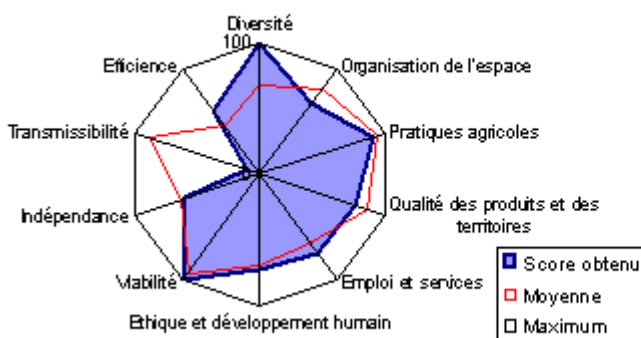 Diversité
100
Efficience
Organisation de l'espace
Transmissibilité
Pratiques agricoles
0
Indépendance
Qualité des produits et des
territoires
Viabilité
Emploi et services
Ethique et développement humain
Score obtenu
Moyenne
Maximum